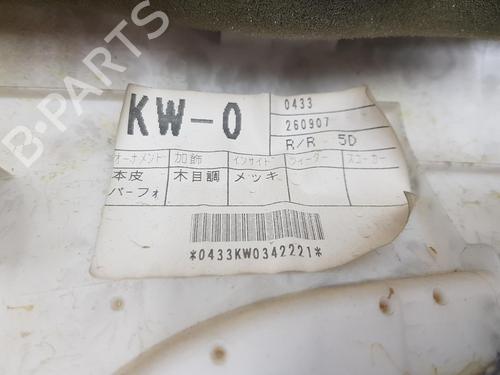 KW-0
0433
260907
R/R 5D
オーナメント 加飾 インサイド ツィーター スピーカー
本皮 木目調 メッキ
パーフォ
*0433KW0342221*
B-PARTS